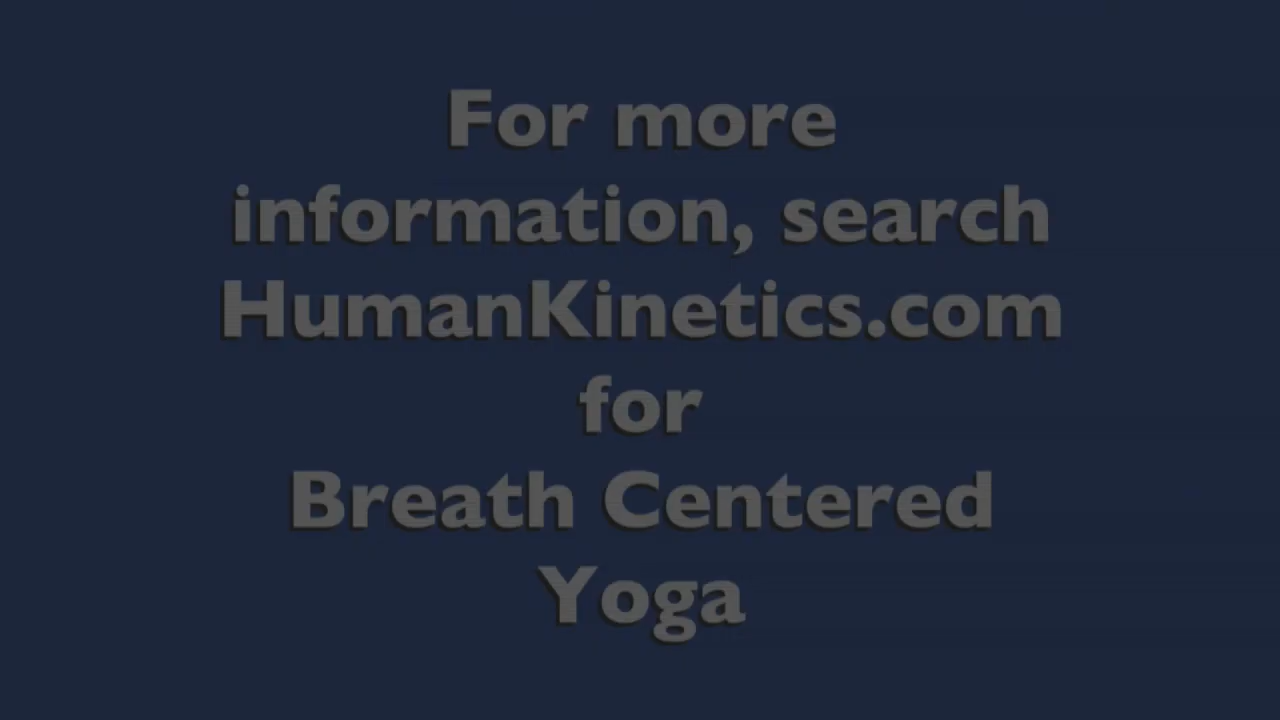 For more
information, search
HumanKinetics.com
for
Breath Centered
Yoga